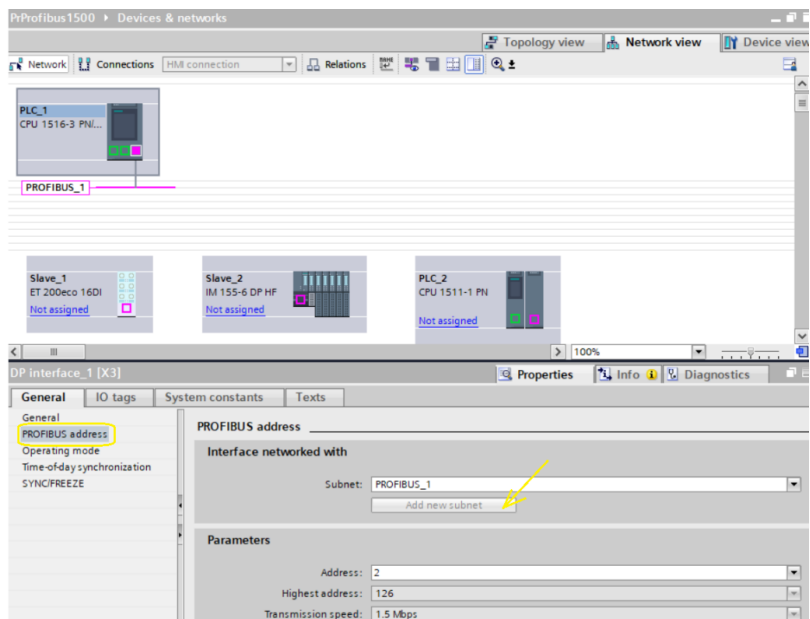 PrProfibus1500 ▸ Devices & networks
Topology view Network view Device view
Network Connections HMI connection Relations
PLC_1
CPU 1516-3 PN/...
PROFIBUS_1
Slave_1
ET 200eco 16DI
Not assigned
Slave_2
IM 155-6 DP HF
Not assigned
PLC_2
CPU 1511-1 PN
Not assigned
100%
DP interface_1 [X3]
Properties Info Diagnostics
General IO tags System constants Texts
General
PROFIBUS address
Operating mode
Time-of-day synchronization
SYNC/FREEZE
PROFIBUS address
Interface networked with
Subnet: PROFIBUS_1
Add new subnet
Parameters
Address: 2
Highest address: 126
Transmission speed: 1.5 Mbps